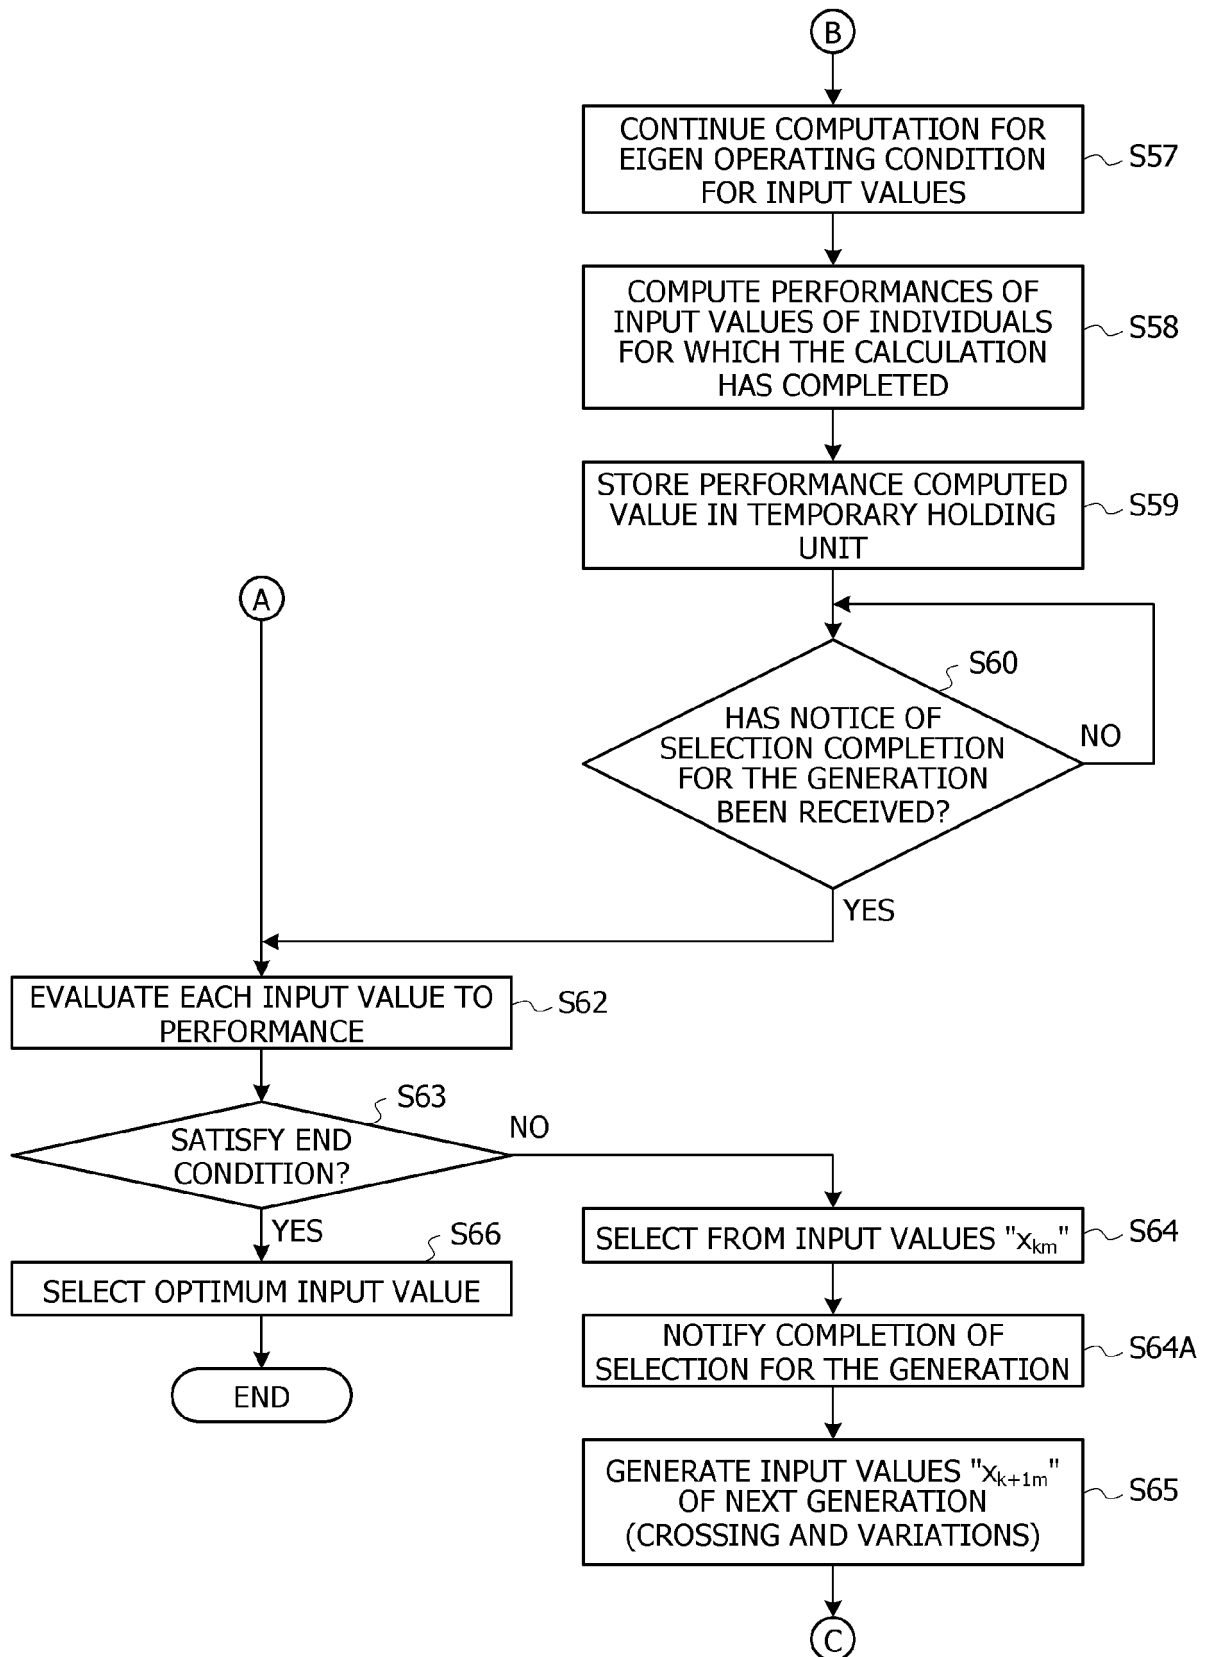 B
CONTINUE COMPUTATION FOR
EIGEN OPERATING CONDITION
FOR INPUT VALUES
S57
COMPUTE PERFORMANCES OF
INPUT VALUES OF INDIVIDUALS
FOR WHICH THE CALCULATION
HAS COMPLETED
S58
STORE PERFORMANCE COMPUTED
VALUE IN TEMPORARY HOLDING
UNIT
S59
A
S60
HAS NOTICE OF
SELECTION COMPLETION
FOR THE GENERATION
BEEN RECEIVED?
NO
YES
EVALUATE EACH INPUT VALUE TO
PERFORMANCE
S62
S63
SATISFY END
CONDITION?
NO
YES
S66
SELECT OPTIMUM INPUT VALUE
END
SELECT FROM INPUT VALUES "xkm"
S64
NOTIFY COMPLETION OF
SELECTION FOR THE GENERATION
S64A
GENERATE INPUT VALUES "xk+1m"
OF NEXT GENERATION
(CROSSING AND VARIATIONS)
S65
C